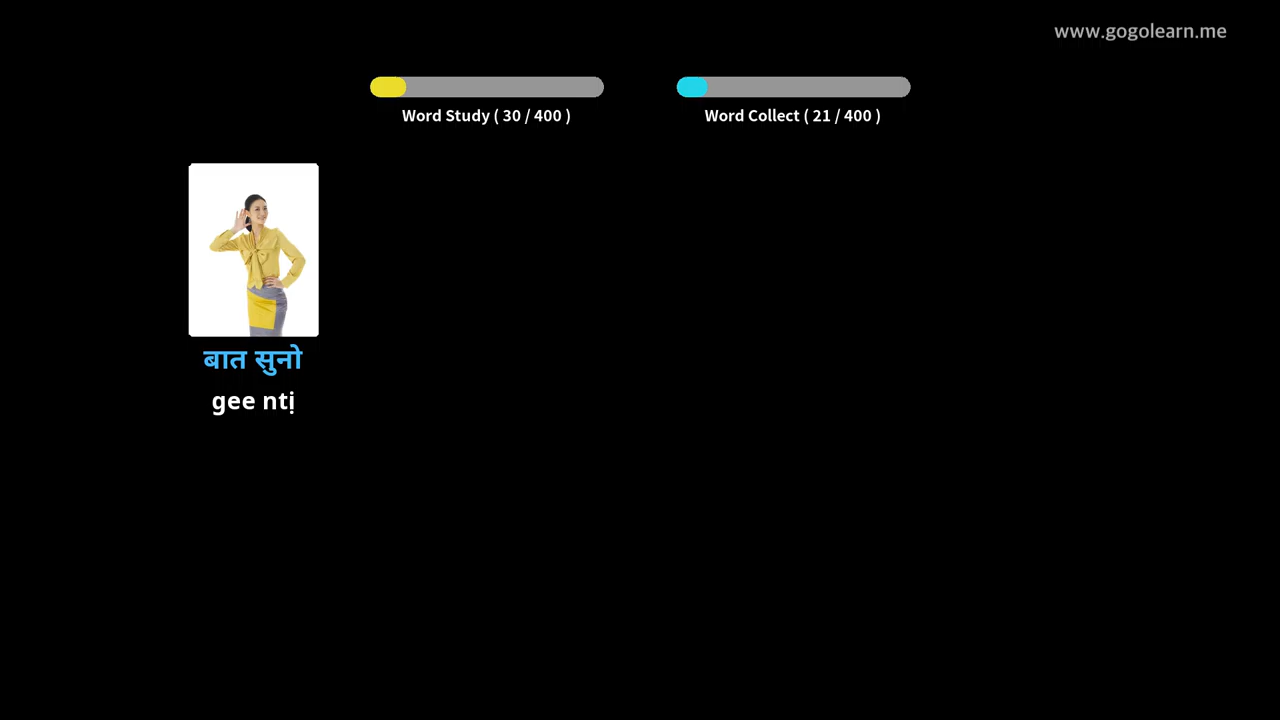 www.gogolearn.me
Word Study ( 30 / 400 )
Word Collect ( 21 / 400 )
बात सुनो
gee ntị